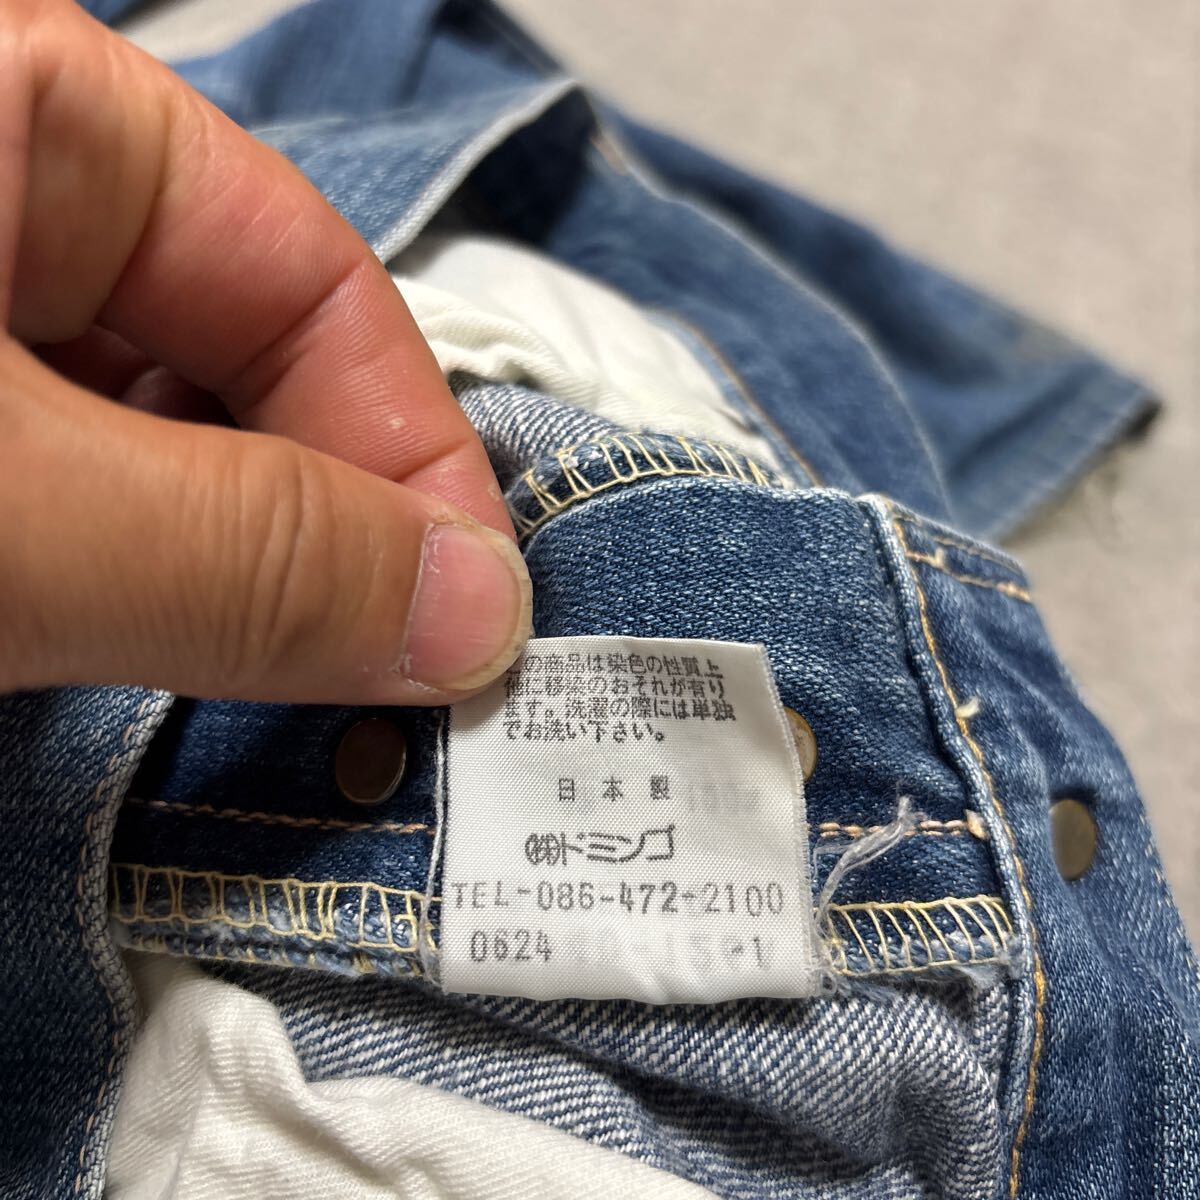 の商品は染色の性質上
移染のおそれが有り
ます。洗濯の際には単独
でお洗い下さい。
日本製
㈱ドミンゴ
TEL-086-472-2100
0624 5-1